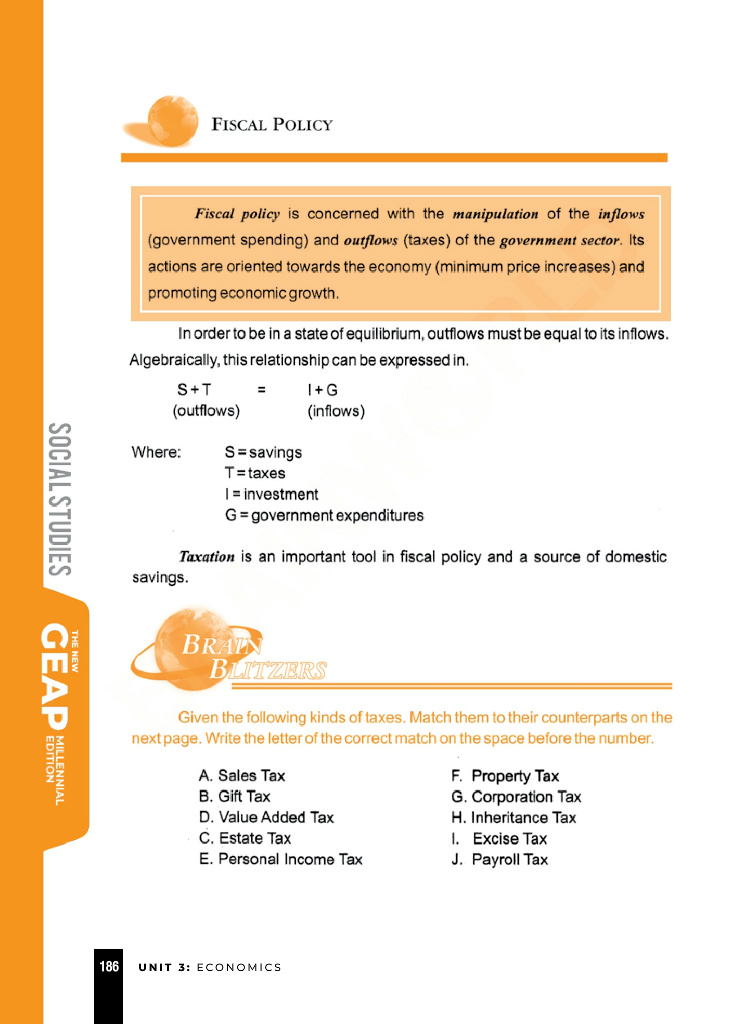 FISCAL POLICY
Fiscal policy is concerned with the manipulation of the inflows
(government spending) and outflows (taxes) of the government sector. Its
actions are oriented towards the economy (minimum price increases) and
promoting economic growth.
In order to be in a state of equilibrium, outflows must be equal to its inflows.
Algebraically, this relationship can be expressed in.
S + T = I + G
(outflows) (inflows)
Where: S = savings
T = taxes
I = investment
G = government expenditures
Taxation is an important tool in fiscal policy and a source of domestic
savings.
SOCIAL STUDIES
THE NEW
GEAP
MILLENNIAL
EDITION
BRAIN
BLITZERS
Given the following kinds of taxes. Match them to their counterparts on the
next page. Write the letter of the correct match on the space before the number.
A. Sales Tax
B. Gift Tax
D. Value Added Tax
C. Estate Tax
E. Personal Income Tax
F. Property Tax
G. Corporation Tax
H. Inheritance Tax
I. Excise Tax
J. Payroll Tax
186 UNIT 3: ECONOMICS